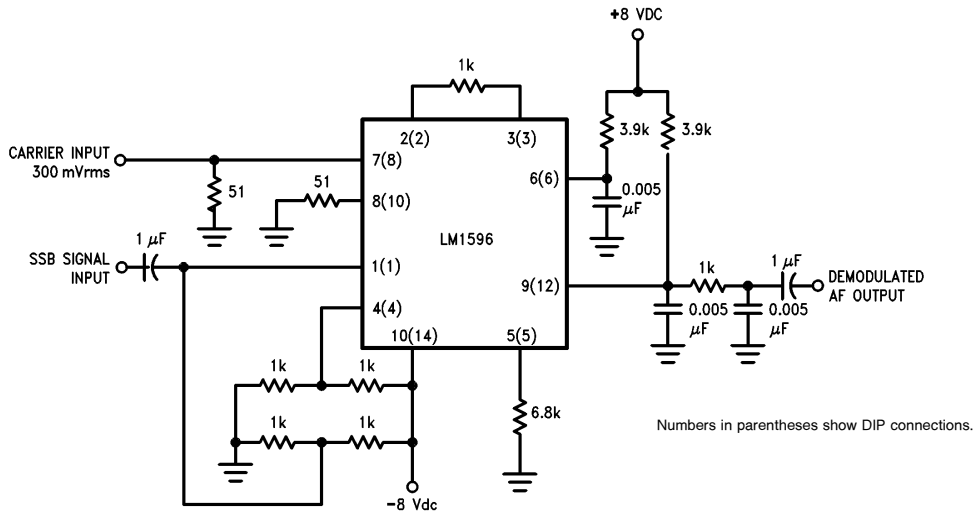 +8 VDC
1k
3.9k
3.9k
2(2)
3(3)
CARRIER INPUT
300 mVrms
7(8)
6(6)
51
51
8(10)
0.005
μF
1 μF
LM1596
SSB SIGNAL
INPUT
1(1)
9(12)
1k
1 μF
DEMODULATED
AF OUTPUT
4(4)
0.005
μF
0.005
μF
10(14)
5(5)
1k
1k
1k
1k
6.8k
Numbers in parentheses show DIP connections.
-8 Vdc